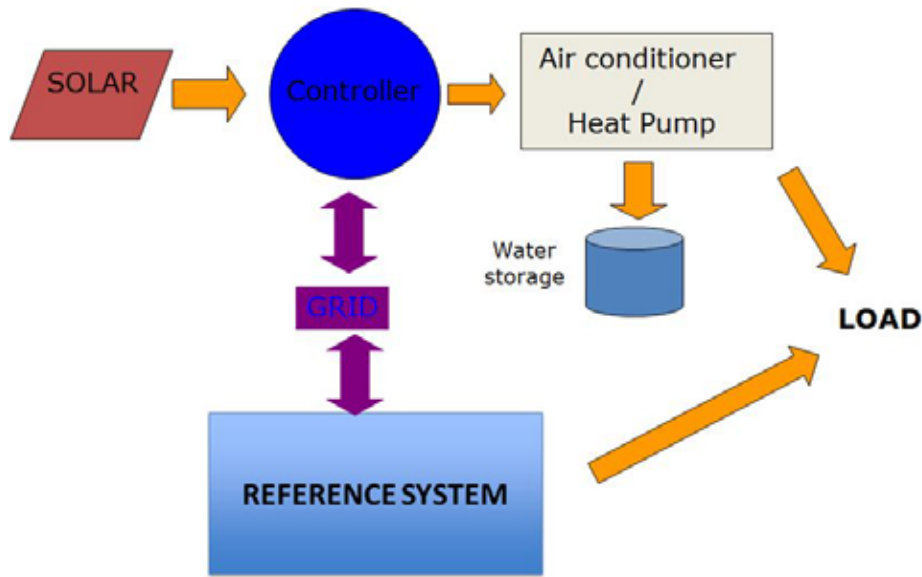 SOLAR
Controller
Air conditioner
/
Heat Pump
Water
storage
GRID
LOAD
REFERENCE SYSTEM